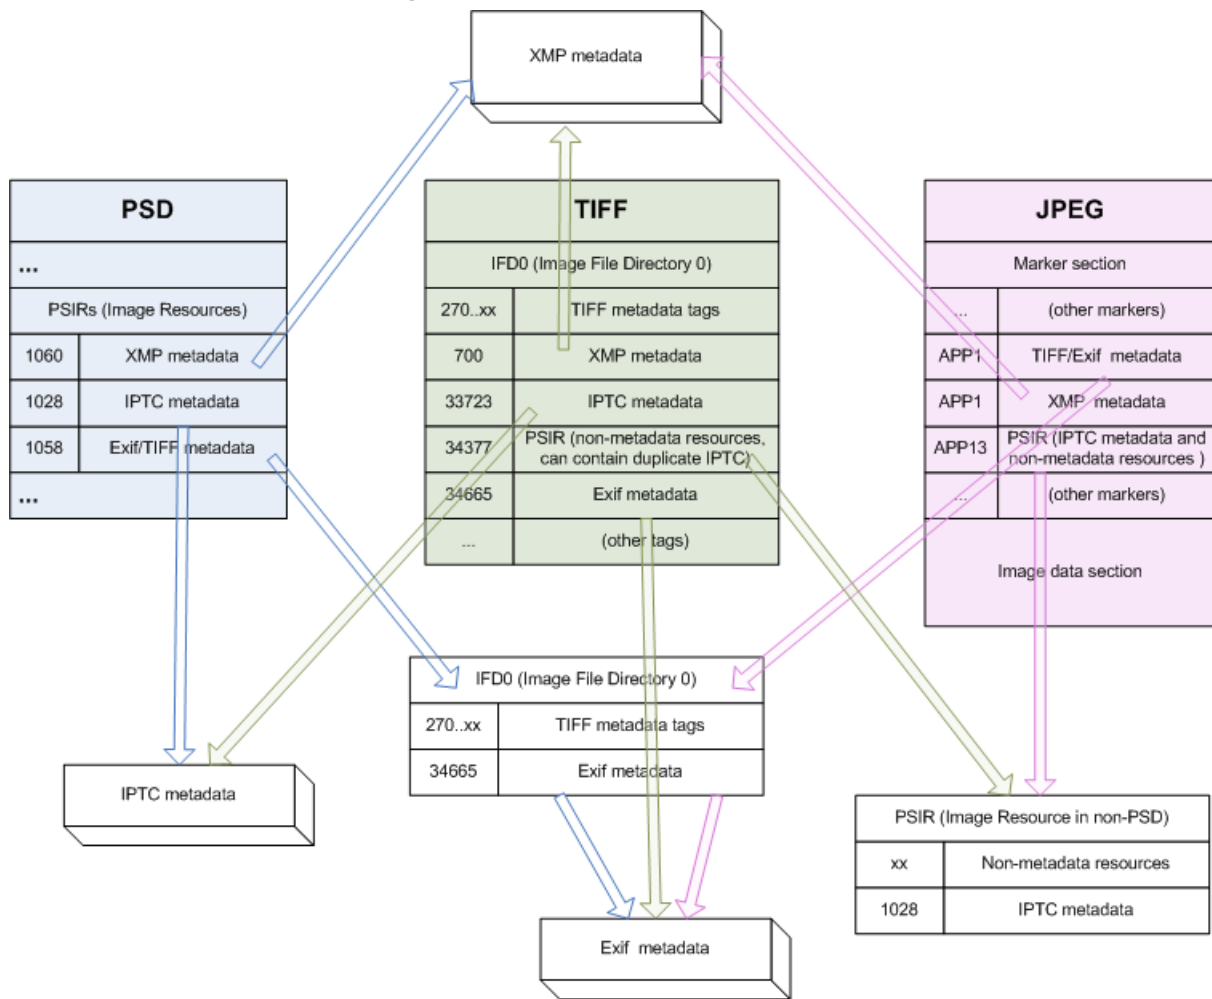 XMP metadata
PSD
...
PSIRs (Image Resources)
1060 XMP metadata
1028 IPTC metadata
1058 Exif/TIFF metadata
...
TIFF
IFD0 (Image File Directory 0)
270..xx TIFF metadata tags
700 XMP metadata
33723 IPTC metadata
34377 PSIR (non-metadata resources,
can contain duplicate IPTC)
34665 Exif metadata
... (other tags)
JPEG
Marker section
... (other markers)
APP1 TIFF/Exif metadata
APP1 XMP metadata
APP13 PSIR (IPTC metadata and
non-metadata resources )
... (other markers)
Image data section
IFD0 (Image File Directory 0)
270..xx TIFF metadata tags
34665 Exif metadata
IPTC metadata
PSIR (Image Resource in non-PSD)
xx Non-metadata resources
1028 IPTC metadata
Exif metadata